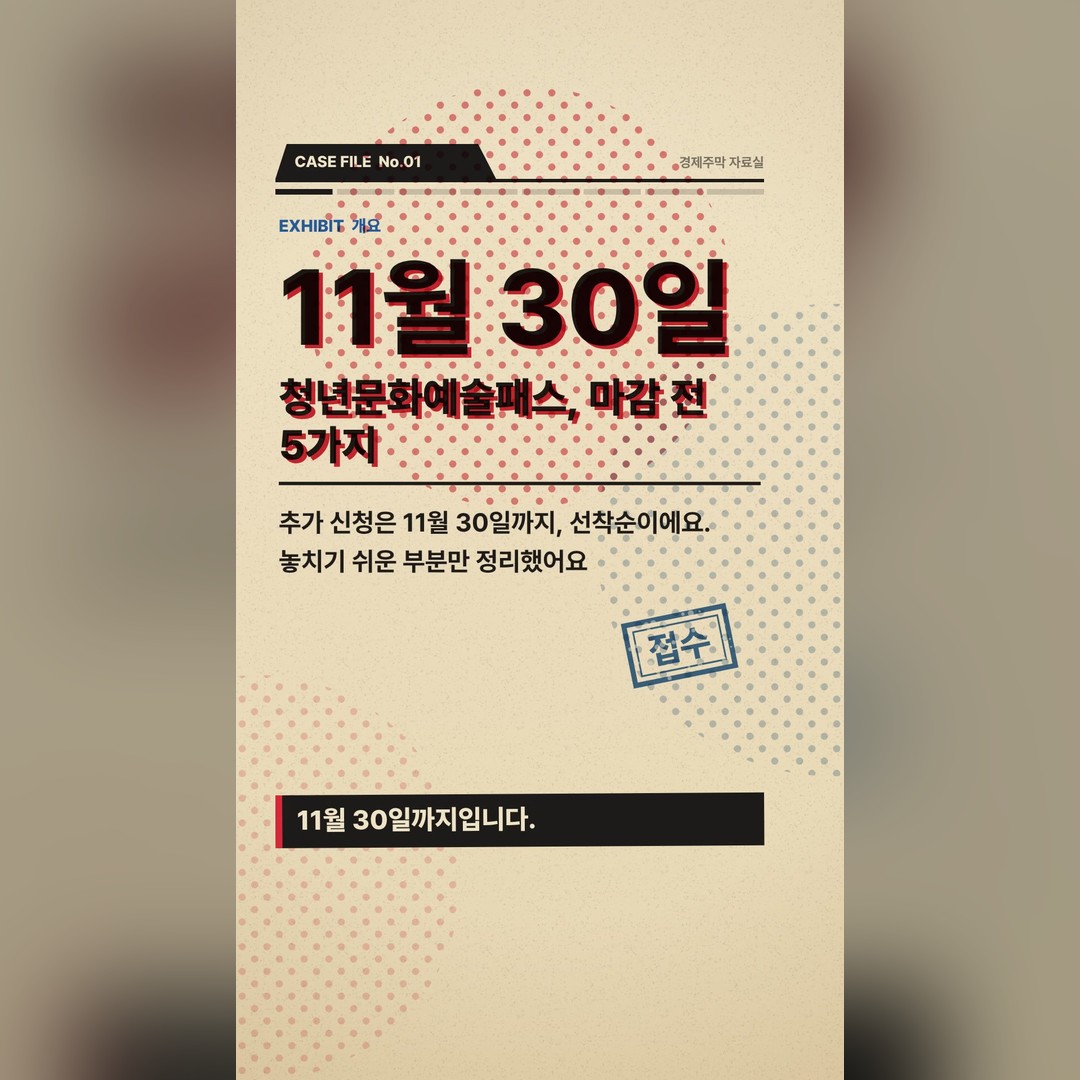 CASE FILE No.01
경제주막 자료실
EXHIBIT 개요
11월 30일
청년문화예술패스, 마감 전
5가지
추가 신청은 11월 30일까지, 선착순이에요.
놓치기 쉬운 부분만 정리했어요
접수
11월 30일까지입니다.